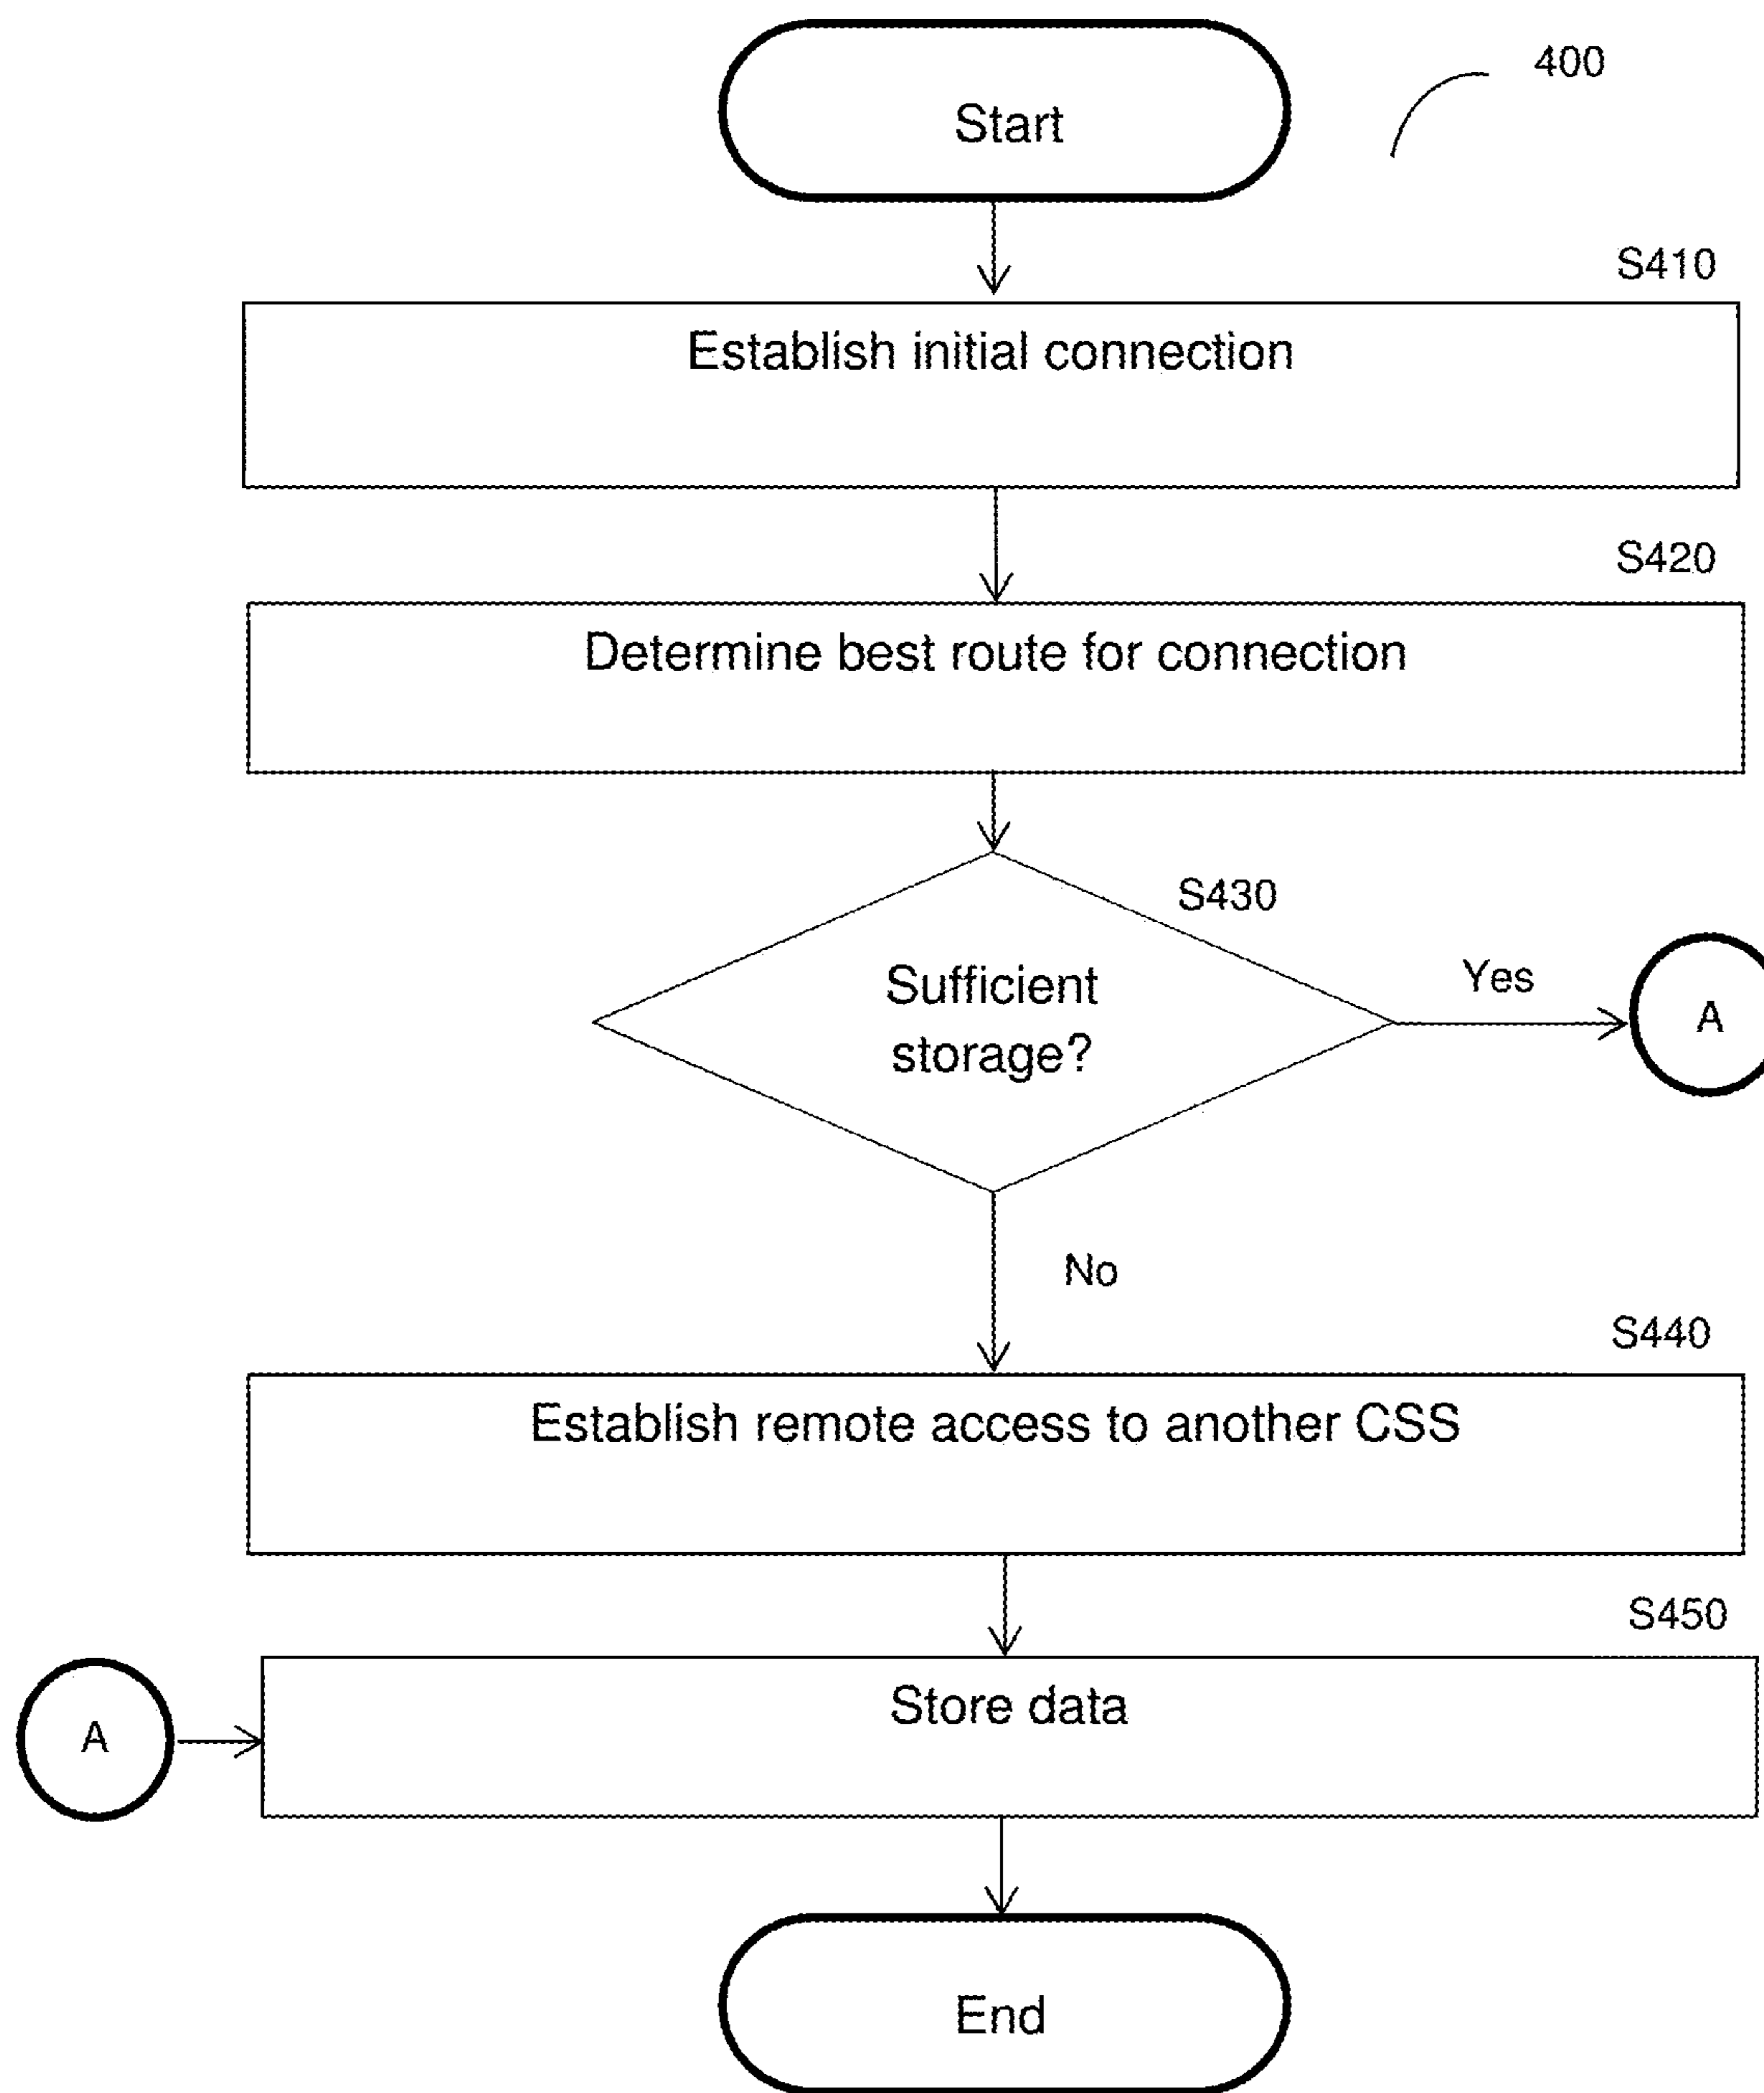 Start
400
S410
Establish initial connection
S420
Determine best route for connection
S430
Sufficient
storage?
Yes
A
No
S440
Establish remote access to another CSS
S450
A
Store data
End